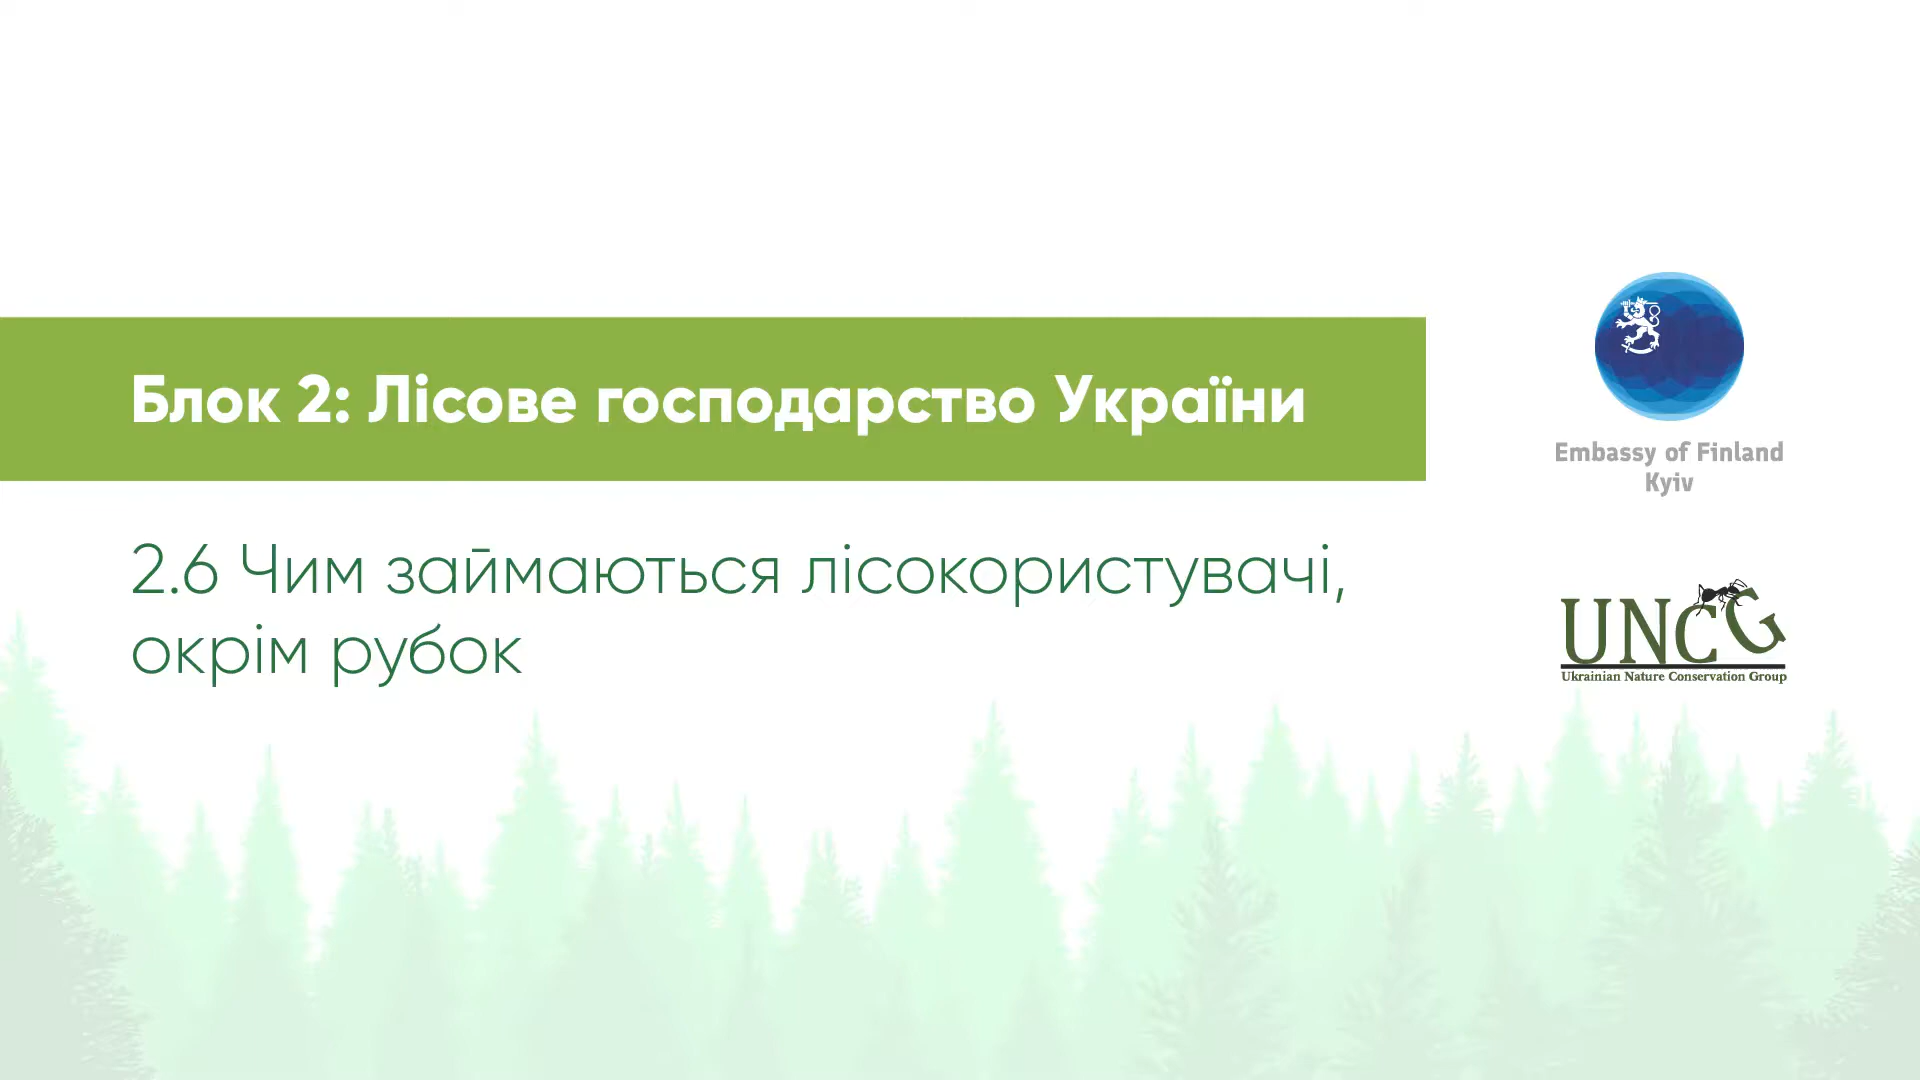 Блок 2: Лісове господарство України
2.6 Чим займаються лісокористувачі,
окрім рубок
Embassy of Finland
Kyiv
UNCG
Ukrainian Nature Conservation Group